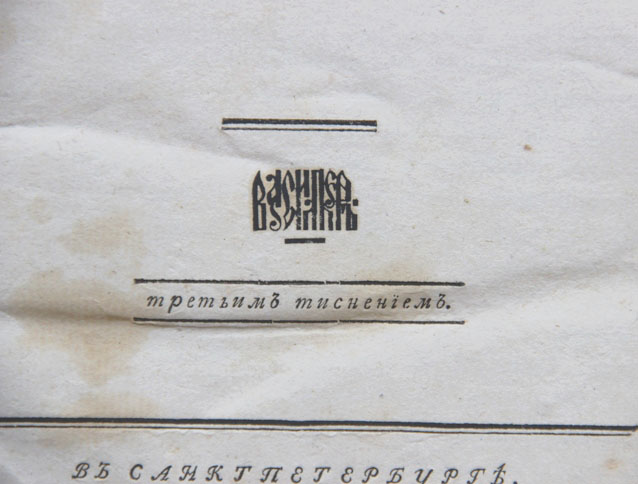 третьимъ тисненіемъ.
ВЪ САНКТПЕТЕРБУРГѢ.